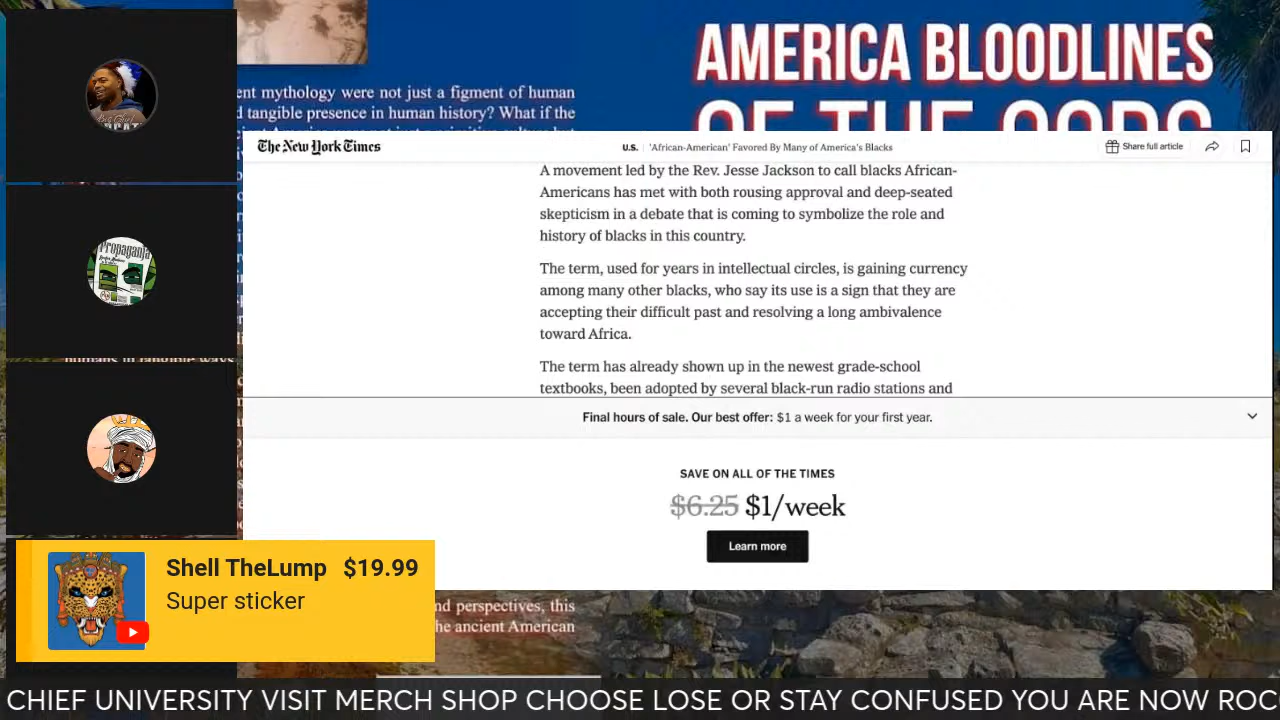 AMERICA BLOODLINES
OF THE GODS
ent mythology were not just a figment of human
d tangible presence in human history? What if the
The New York Times
U.S. | 'African-American' Favored By Many of America's Blacks
Share full article
A movement led by the Rev. Jesse Jackson to call blacks African-
Americans has met with both rousing approval and deep-seated
skepticism in a debate that is coming to symbolize the role and
history of blacks in this country.
The term, used for years in intellectual circles, is gaining currency
among many other blacks, who say its use is a sign that they are
accepting their difficult past and resolving a long ambivalence
toward Africa.
The term has already shown up in the newest grade-school
textbooks, been adopted by several black-run radio stations and
Final hours of sale. Our best offer: $1 a week for your first year.
SAVE ON ALL OF THE TIMES
$6.25 $1/week
Learn more
Propaganja
Shell TheLump $19.99
Super sticker
nd perspectives, this
he ancient American
CHIEF UNIVERSITY VISIT MERCH SHOP CHOOSE LOSE OR STAY CONFUSED YOU ARE NOW ROC